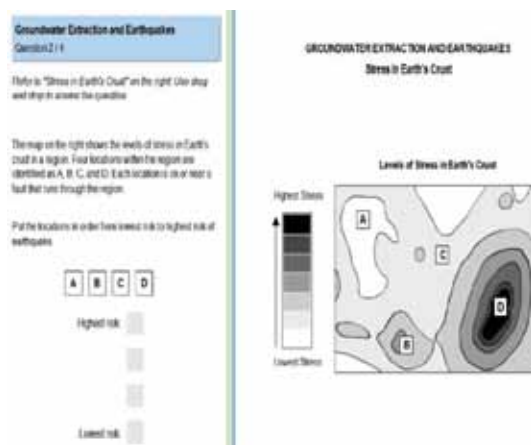 Groundwater Extraction and Earthquakes
Question 2 / 4
Refer to "Stress in Earth's Crust" on the right. Use drag
and drop to answer the question.
The map on the right shows the levels of stress in Earth's
crust in a region. Four locations within the region are
identified as A, B, C, and D. Each location is on or near a
fault that runs through the region.
Put the locations in order from lowest risk to highest risk of
earthquake.
A B C D
Highest risk
Lowest risk
GROUNDWATER EXTRACTION AND EARTHQUAKES
Stress in Earth's Crust
Levels of Stress in Earth's Crust
Highest Stress
Lowest Stress
A
C
D
B